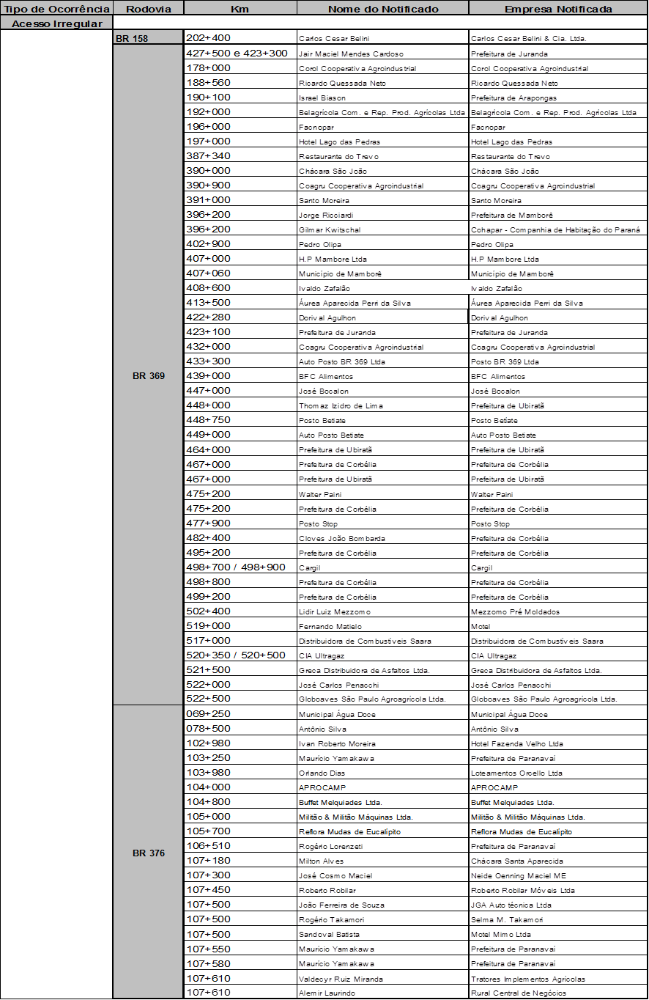 Tipo de Ocorrência Rodovia Km Nome do Notificado Empresa Notificada
Acesso Irregular
BR 158 202+400 Carlos Cesar Belini Carlos Cesar Belini & Cia. Ltda.
427+500 e 423+300 Jair Maciel Mendes Cardoso Prefeitura de Juranda
178+000 Corol Cooperativa Agroindustrial Corol Cooperativa Agroindustrial
188+560 Ricardo Quessada Neto Ricardo Quessada Neto
190+100 Israel Biason Prefeitura de Arapongas
192+000 Belagrícola Com. e Rep. Prod. Agrícolas Ltda Belagrícola Com. e Rep. Prod. Agrícolas Ltda
196+000 Facnopar Facnopar
197+000 Hotel Lago das Pedras Hotel Lago das Pedras
387+340 Restaurante do Trevo Restaurante do Trevo
390+000 Chácara São João Chácara São João
390+900 Coagru Cooperativa Agroindustrial Coagru Cooperativa Agroindustrial
391+000 Santo Moreira Santo Moreira
396+200 Jorge Ricciardi Prefeitura de Mamborê
396+200 Gilmar Kwitschal Cohapar - Companhia de Habitação do Paraná
402+900 Pedro Olipa Pedro Olipa
407+000 H.P Mambore Ltda H.P Mambore Ltda
407+060 Município de Mamborê Município de Mamborê
408+600 Ivaldo Zafalão Ivaldo Zafalão
413+500 Áurea Aparecida Perri da Silva Áurea Aparecida Perri da Silva
422+280 Dorival Agulhon Dorival Agulhon
423+100 Prefeitura de Juranda Prefeitura de Juranda
432+000 Coagru Cooperativa Agroindustrial Coagru Cooperativa Agroindustrial
433+300 Auto Posto BR 369 Ltda Posto BR 369 Ltda
BR 369 439+000 BFC Alimentos BFC Alimentos
447+000 José Bocalon José Bocalon
448+000 Thomaz Izidro de Lima Prefeitura de Ubiratã
448+750 Posto Betiate Posto Betíate
449+000 Auto Posto Betiate Auto Posto Betiate
464+000 Prefeitura de Ubiratã Prefeitura de Ubiratã
467+000 Prefeitura de Corbélia Prefeitura de Corbélia
467+000 Prefeitura de Ubiratã Prefeitura de Ubiratã
475+200 Walter Paini Walter Paini
475+200 Prefeitura de Corbélia Prefeitura de Corbélia
477+900 Posto Stop Posto Stop
482+400 Cloves João Bombarda Prefeitura de Corbélia
495+200 Prefeitura de Corbélia Prefeitura de Corbélia
498+700 / 498+900 Cargil Cargil
498+800 Prefeitura de Corbélia Prefeitura de Corbélia
499+200 Prefeitura de Corbélia Prefeitura de Corbélia
502+400 Lidir Luiz Mezzomo Mezzomo Pré Moldados
519+000 Fernando Matielo Motel
517+000 Distribuidora de Combustíveis Saara Distribuidora de Combustíveis Saara
520+350 / 520+500 CIA Ultragaz CIA Ultragaz
521+500 Greca Distribuidora de Asfaltos Ltda. Greca Distribuidora de Asfaltos Ltda.
522+000 José Carlos Penacchi José Carlos Penacchi
522+500 Globoaves São Paulo Agroagrícola Ltda. Globoaves São Paulo Agroagrícola Ltda.
069+250 Municipal Água Doce Municipal Água Doce
078+500 Antônio Silva Antônio Silva
102+980 Ivan Roberto Moreira Hotel Fazenda Velho Ltda
103+250 Maurício Yamakawa Prefeitura de Paranavaí
103+980 Orlando Dias Loteamentos Orcello Ltda
104+000 APROCAMP APROCAMP
104+800 Buffet Melquiades Ltda. Buffet Melquiades Ltda.
105+000 Militão & Militão Máquinas Ltda. Militão & Militão Máquinas Ltda.
105+700 Reflora Mudas de Eucalípito Reflora Mudas de Eucalípito
106+510 Rogério Lorenzeti Prefeitura de Paranavaí
BR 376 107+180 Milton Alves Chácara Santa Aparecida
107+300 José Cosmo Maciel Neide Oenning Maciel ME
107+450 Roberto Robilar Roberto Robilar Móveis Ltda
107+500 João Ferreira de Souza JGA Auto técnica Ltda
107+500 Rogério Takamori Selma M. Takamori
107+500 Sandoval Batista Motel Mimo Ltda
107+550 Maurício Yamakawa Prefeitura de Paranavaí
107+580 Maurício Yamakawa Prefeitura de Paranavaí
107+610 Valdecyr Ruiz Miranda Tratores Implementos Agrícolas
107+610 Alemir Laurindo Rural Central de Negócios